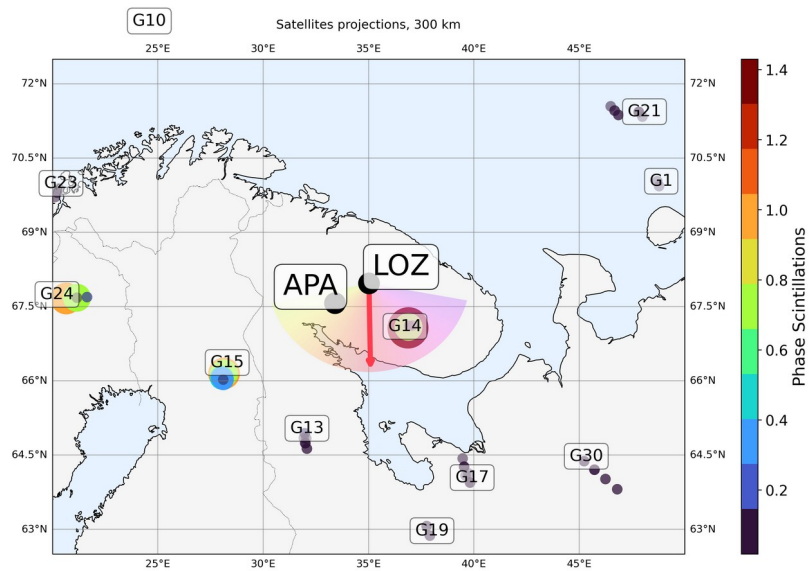 G10
Satellites projections, 300 km
25°E 30°E 35°E 40°E 45°E
72°N 72°N
G21
70.5°N 70.5°N
G23 G1
69°N 69°N
APA LOZ
G24
67.5°N 67.5°N
G14
G15
66°N 66°N
G13
64.5°N 64.5°N
G30
G17
63°N 63°N
G19
25°E 30°E 35°E 40°E 45°E
1.4
1.2
1.0
0.8
0.6
0.4
0.2
Phase Scintillations